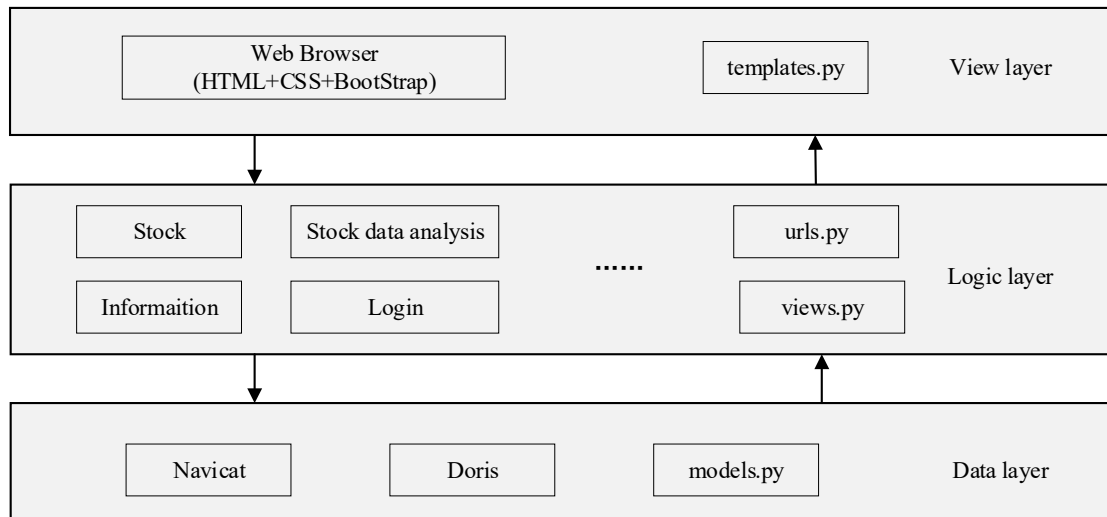 Web Browser
(HTML+CSS+BootStrap)
templates.py
View layer
Stock
Stock data analysis
......
urls.py
Logic layer
Informaition
Login
views.py
Navicat
Doris
models.py
Data layer